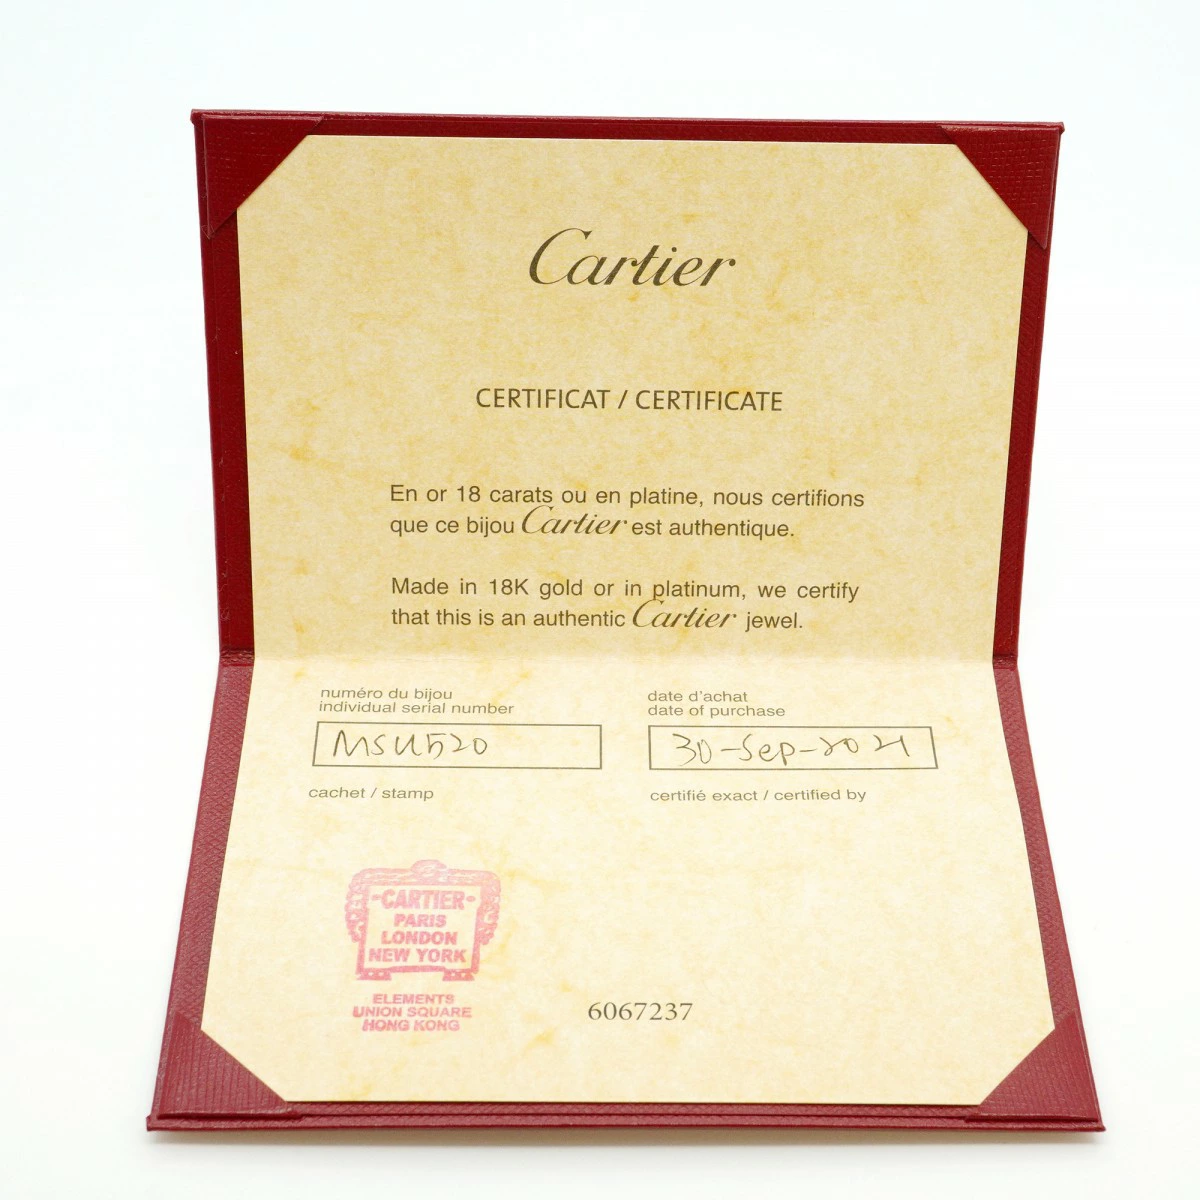 Cartier
CERTIFICAT / CERTIFICATE
En or 18 carats ou en platine, nous certifions
que ce bijou Cartier est authentique.
Made in 18K gold or in platinum, we certify
that this is an authentic Cartier jewel.
numéro du bijou
individual serial number
MSU520
cachet / stamp
date d'achat
date of purchase
30-Sep-2021
certifié exact / certified by
-CARTIER-
PARIS
LONDON
NEW YORK
ELEMENTS
UNION SQUARE
HONG KONG
6067237